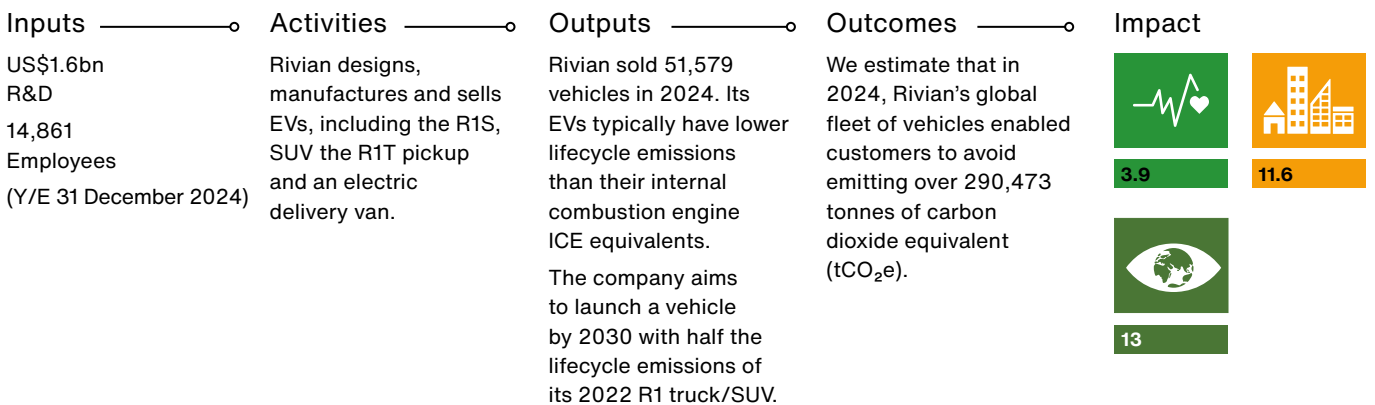 Inputs
US$1.6bn
R&D
14,861
Employees
(Y/E 31 December 2024)
Activities
Rivian designs,
manufactures and sells
EVs, including the R1S,
SUV the R1T pickup
and an electric
delivery van.
Outputs
Rivian sold 51,579
vehicles in 2024. Its
EVs typically have lower
lifecycle emissions
than their internal
combustion engine
ICE equivalents.
The company aims
to launch a vehicle
by 2030 with half the
lifecycle emissions of
its 2022 R1 truck/SUV.
Outcomes
We estimate that in
2024, Rivian’s global
fleet of vehicles enabled
customers to avoid
emitting over 290,473
tonnes of carbon
dioxide equivalent
(tCO₂e).
Impact
3.9
11.6
13